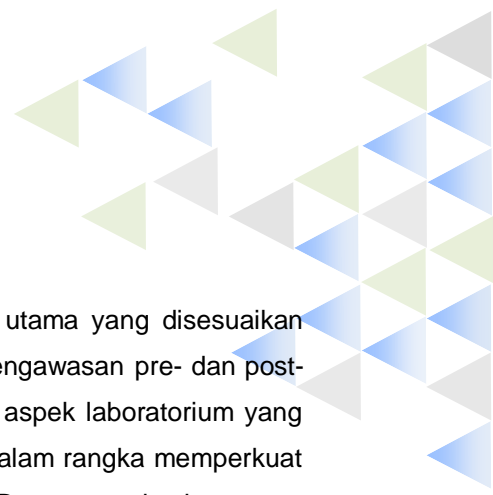 utama yang disesuaikan
engawasan pre- dan post-
aspek laboratorium yang
alam rangka memperkuat